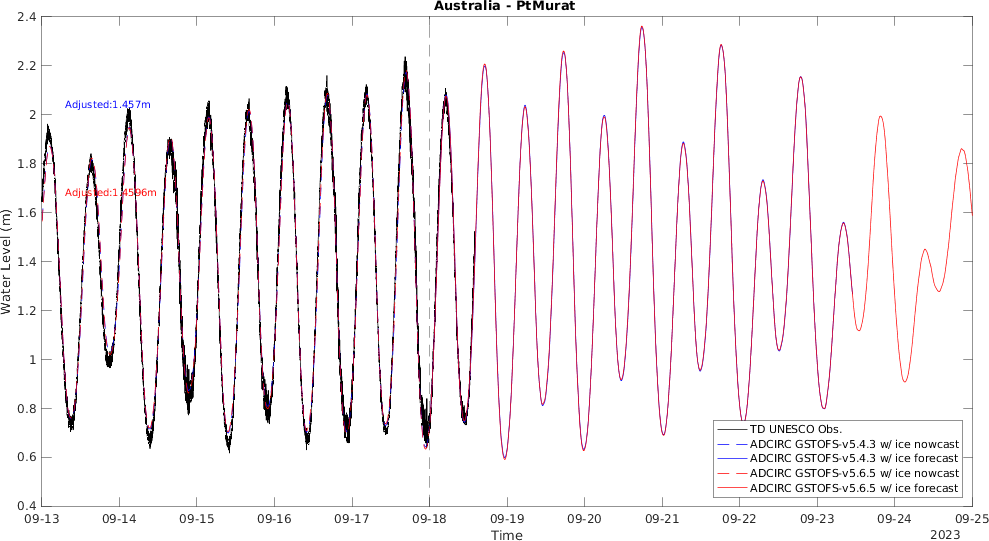 Australia - PtMurat
2.4
2.2
2
1.8
1.6
1.4
1.2
1
0.8
0.6
0.4
Water Level (m)
Adjusted:1.457m
Adjusted:1.4596m
TD UNESCO Obs.
ADCIRC GSTOFS-v5.4.3 w/ ice nowcast
ADCIRC GSTOFS-v5.4.3 w/ ice forecast
ADCIRC GSTOFS-v5.6.5 w/ ice nowcast
ADCIRC GSTOFS-v5.6.5 w/ ice forecast
09-13 09-14 09-15 09-16 09-17 09-18 09-19 09-20 09-21 09-22 09-23 09-24 09-25
Time
2023